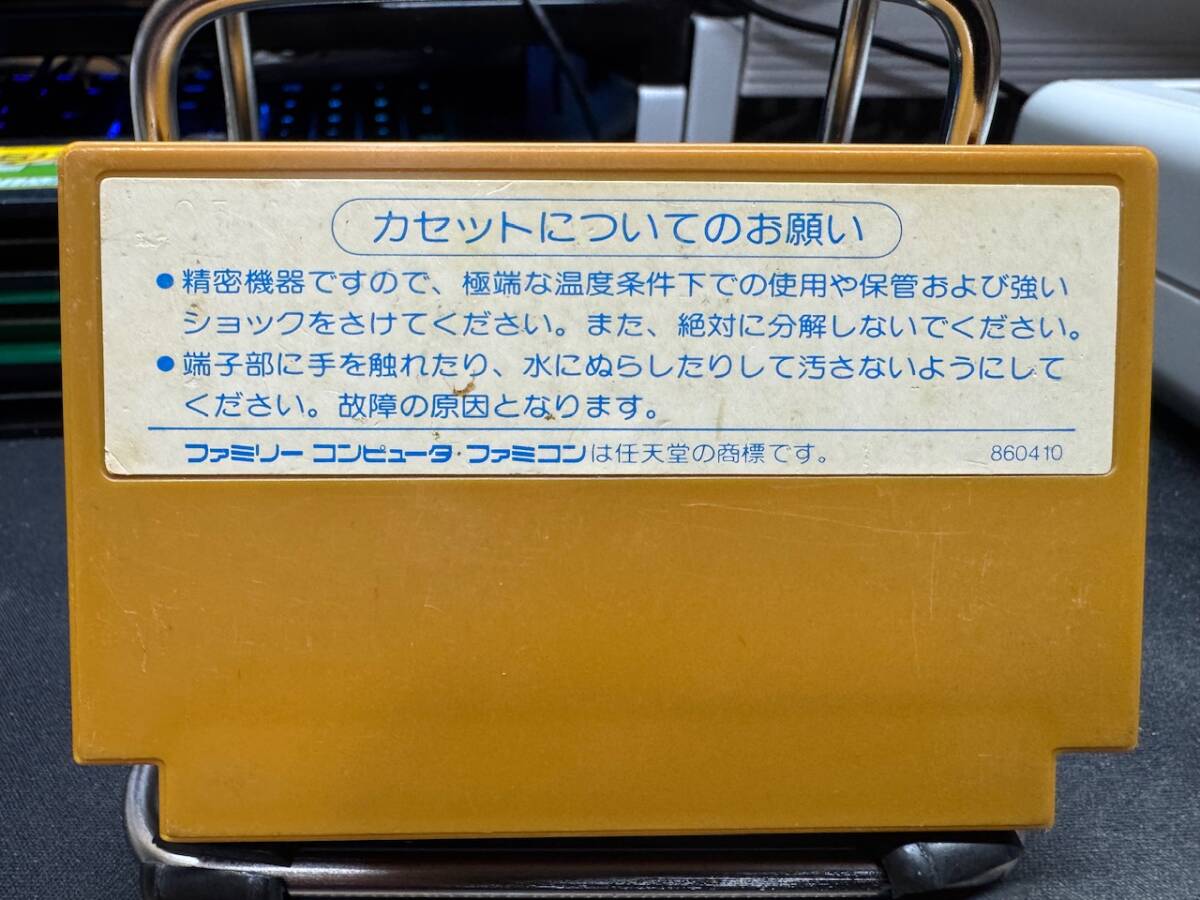 カセットについてのお願い
●精密機器ですので、極端な温度条件下での使用や保管および強い
ショックをさけてください。また、絶対に分解しないでください。
●端子部に手を触れたり、水にぬらしたりして汚さないようにして
ください。故障の原因となります。
ファミリー コンピュータ・ファミコンは任天堂の商標です。 860410